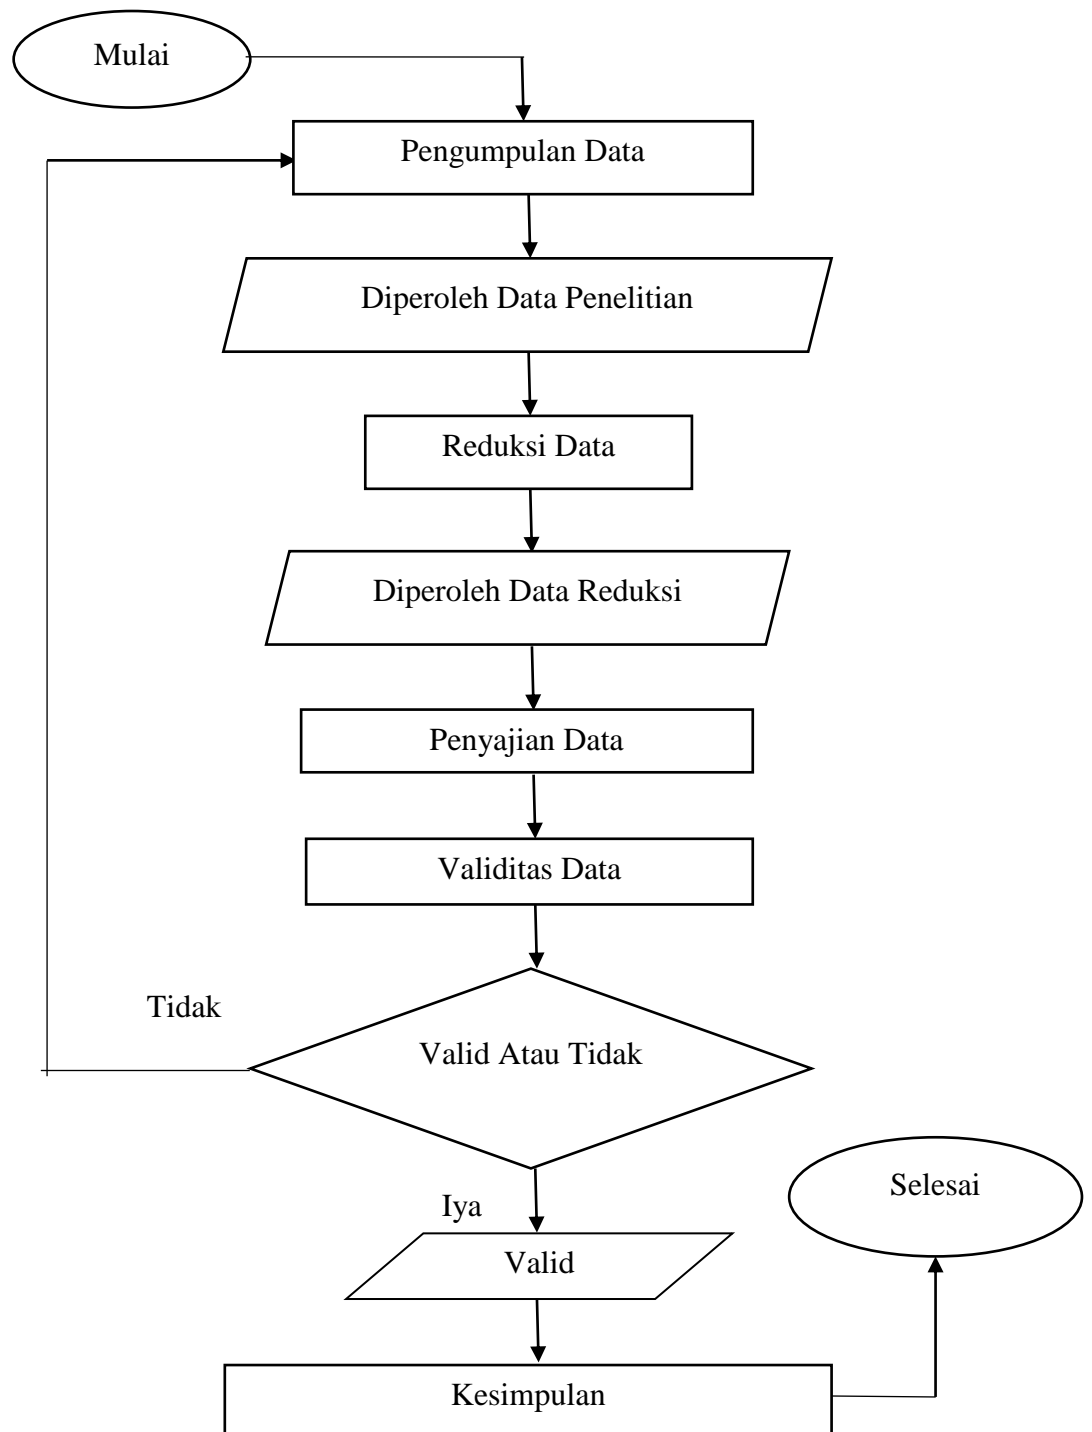 Mulai
Pengumpulan Data
Diperoleh Data Penelitian
Reduksi Data
Diperoleh Data Reduksi
Penyajian Data
Validitas Data
Tidak
Valid Atau Tidak
Selesai
Iya
Valid
Kesimpulan